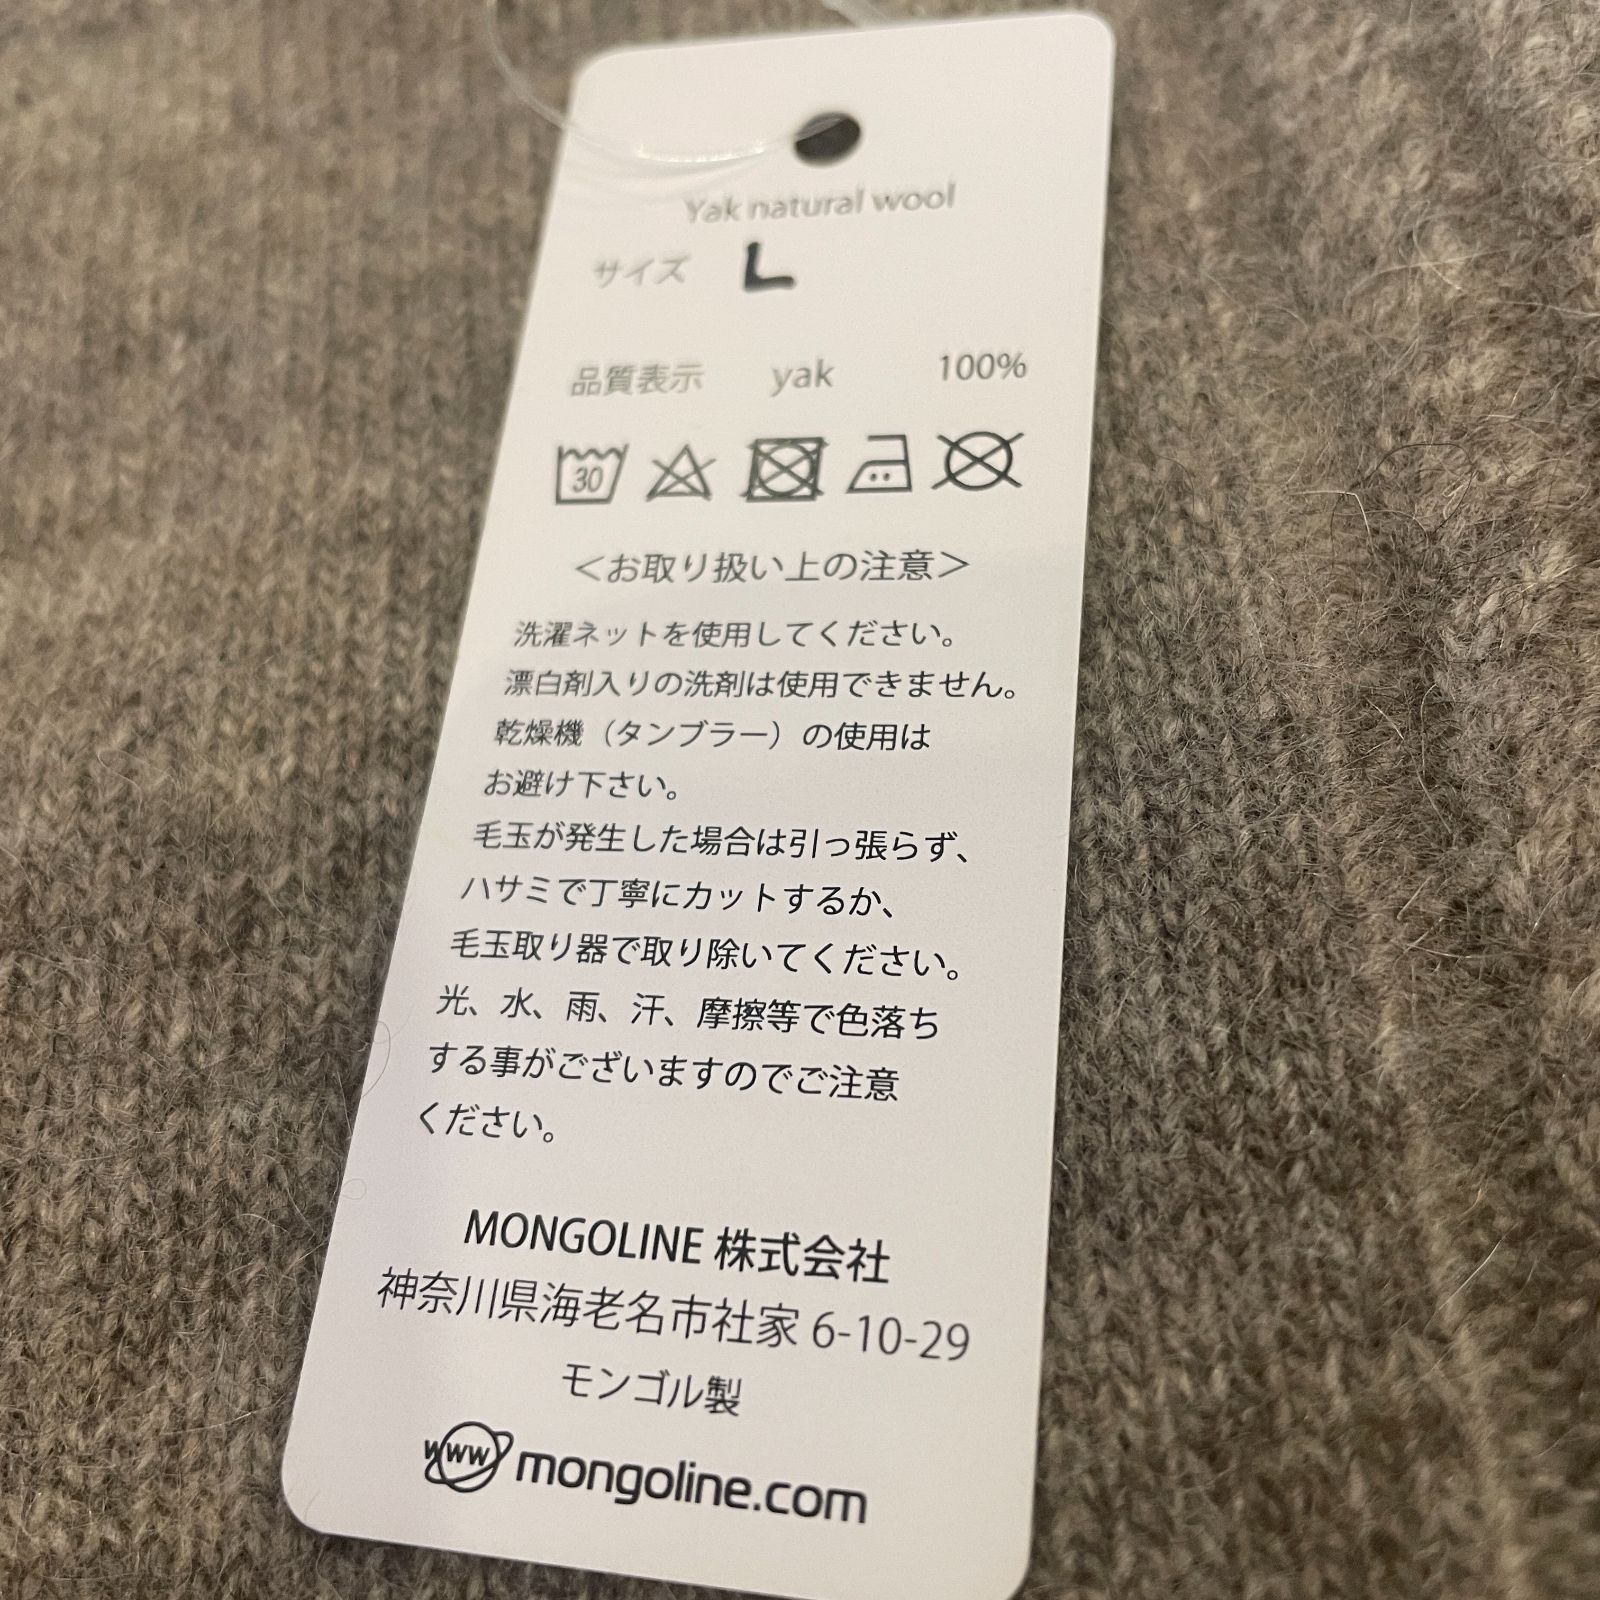 Yak natural wool
サイズ L
品質表示 yak 100%
30
＜お取り扱い上の注意＞
洗濯ネットを使用してください。
漂白剤入りの洗剤は使用できません。
乾燥機（タンブラー）の使用は
お避け下さい。
毛玉が発生した場合は引っ張らず、
ハサミで丁寧にカットするか、
毛玉取り器で取り除いてください。
光、水、雨、汗、摩擦等で色落ち
する事がございますのでご注意
ください。
MONGOLINE 株式会社
神奈川県海老名市社家 6-10-29
モンゴル製
www mongoline.com